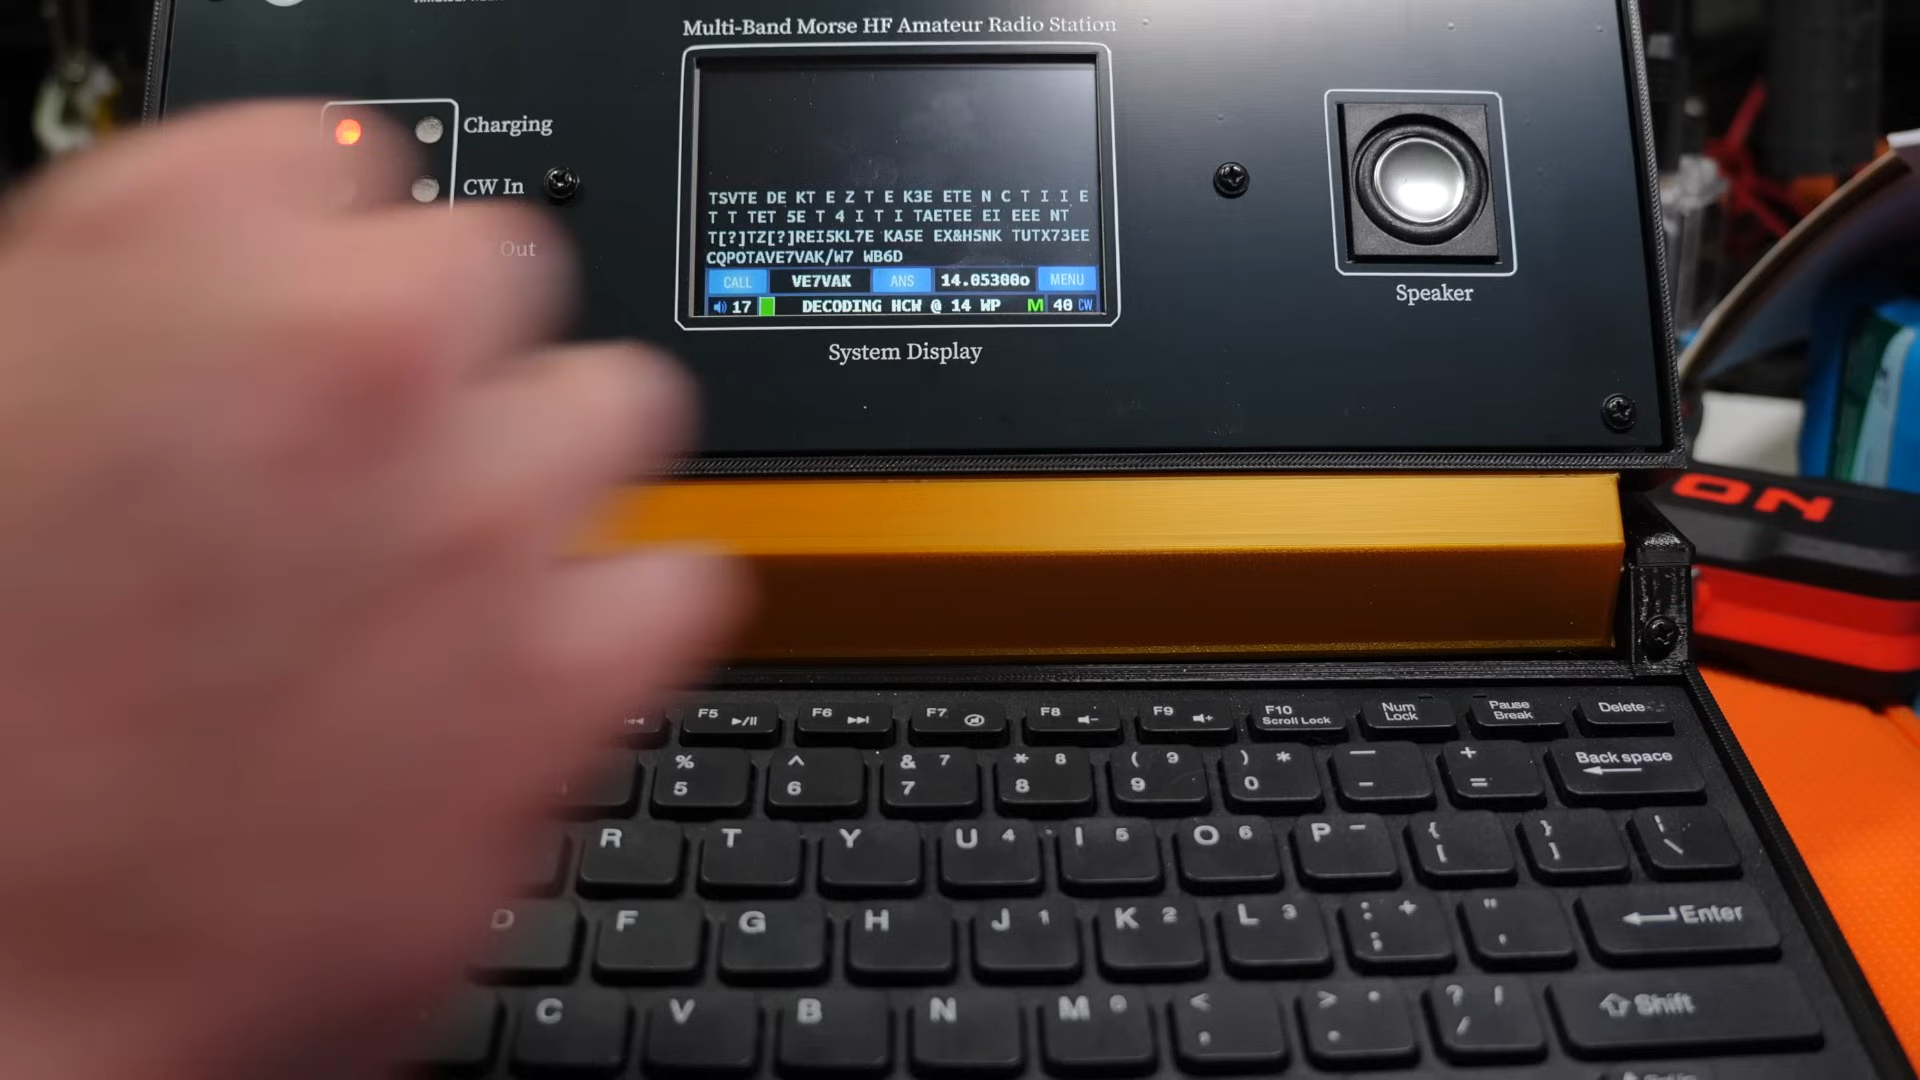 Multi-Band Morse HF Amateur Radio Station
Charging
CW In
Out
TSVTE DE KT E Z T E K3E ETE N C T I I E
T T TET 5E T 4 I T I TAETEE EI EEE NT
T[?]TZ[?]REI5KL7E KA5E EX&H5NK TUTX73EE
CQPOTAVE7VAK/W7 WB6D
CALL VE7VAK ANS 14.05300o MENU
17 DECODING HCW @ 14 WP M 40 CW
System Display
Speaker
ON
F5 F6 F7 F8 F9 F10 Scroll Lock Num Lock Pause Break Delete
% 5 ^ 6 & 7 7 * 8 8 ( 9 9 ) * 0 — - + = Back space
R T Y U 4 I 5 O 6 P - { [ } ] | \
D F G H J 1 K 2 L 3 : + ; " ' Enter
C V B N M 0 < , > . ? / Shift